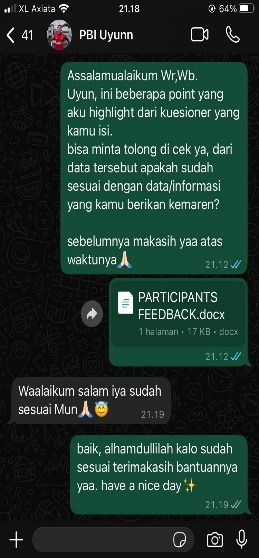 XL Axiata 21.18 64%
41 PBI Uyunn
Assalamualaikum Wr,Wb.
Uyun, ini beberapa point yang
aku highlight dari kuesioner yang
kamu isi.
bisa minta tolong di cek ya, dari
data tersebut apakah sudah
sesuai dengan data/informasi
yang kamu berikan kemaren?
sebelumnya makasih yaa atas
waktunya🙏🏻
21.12
PARTICIPANTS
FEEDBACK.docx
1 halaman • 17 KB • docx
21.12
Waalaikum salam iya sudah
sesuai Mun🙏🏻😇
21.19
baik, alhamdullilah kalo sudah
sesuai terimakasih bantuannya
yaa. have a nice day✨
21.19